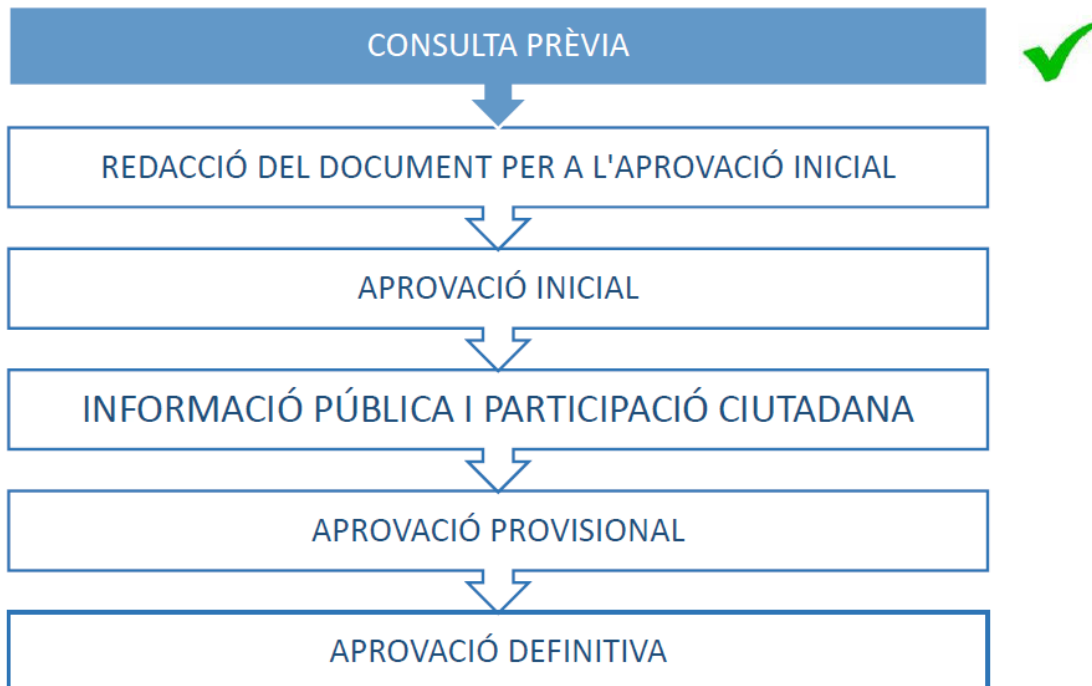 CONSULTA PRÈVIA
REDACCIÓ DEL DOCUMENT PER A L'APROVACIÓ INICIAL
APROVACIÓ INICIAL
INFORMACIÓ PÚBLICA I PARTICIPACIÓ CIUTADANA
APROVACIÓ PROVISIONAL
APROVACIÓ DEFINITIVA